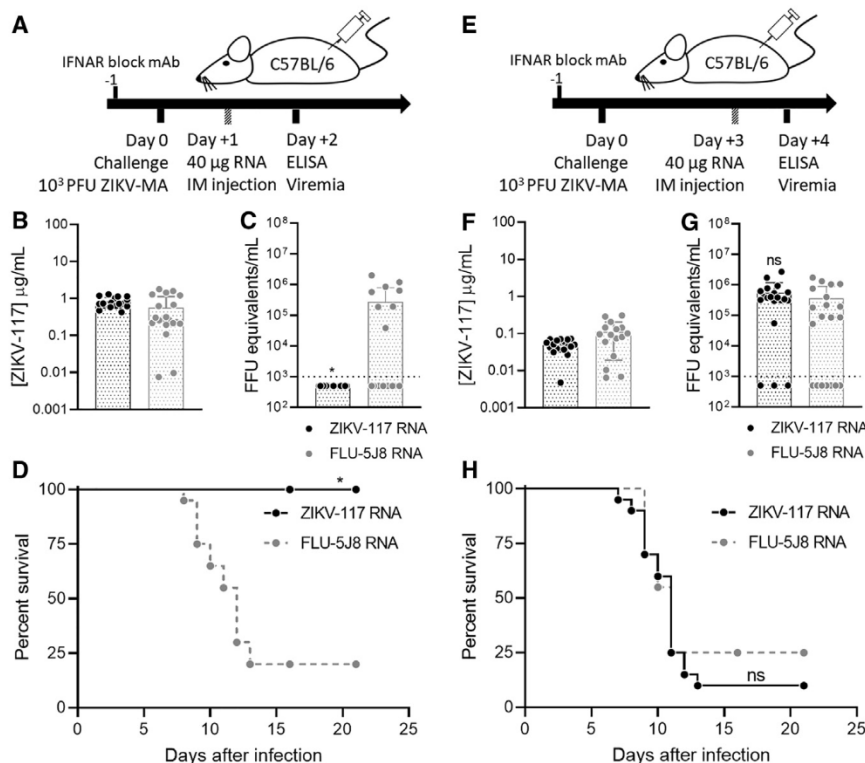 A
IFNAR block mAb
-1
C57BL/6
Day 0
Challenge
10³ PFU ZIKV-MA
Day +1
40 µg RNA
IM injection
Day +2
ELISA
Viremia
E
IFNAR block mAb
-1
C57BL/6
Day 0
Challenge
10³ PFU ZIKV-MA
Day +3
40 µg RNA
IM injection
Day +4
ELISA
Viremia
B
[ZIKV-117] µg/mL
100
10
1
0.1
0.01
0.001
C
FFU equivalents/mL
10⁸
10⁷
10⁶
10⁵
10⁴
10³
10²
*
ZIKV-117 RNA
FLU-5J8 RNA
F
[ZIKV-117] µg/mL
100
10
1
0.1
0.01
0.001
G
FFU equivalents/mL
10⁸
10⁷
10⁶
10⁵
10⁴
10³
10²
ns
ZIKV-117 RNA
FLU-5J8 RNA
D
Percent survival
100
75
50
25
0
*
ZIKV-117 RNA
FLU-5J8 RNA
0 5 10 15 20 25
Days after infection
H
Percent survival
100
75
50
25
0
ZIKV-117 RNA
FLU-5J8 RNA
ns
0 5 10 15 20 25
Days after infection